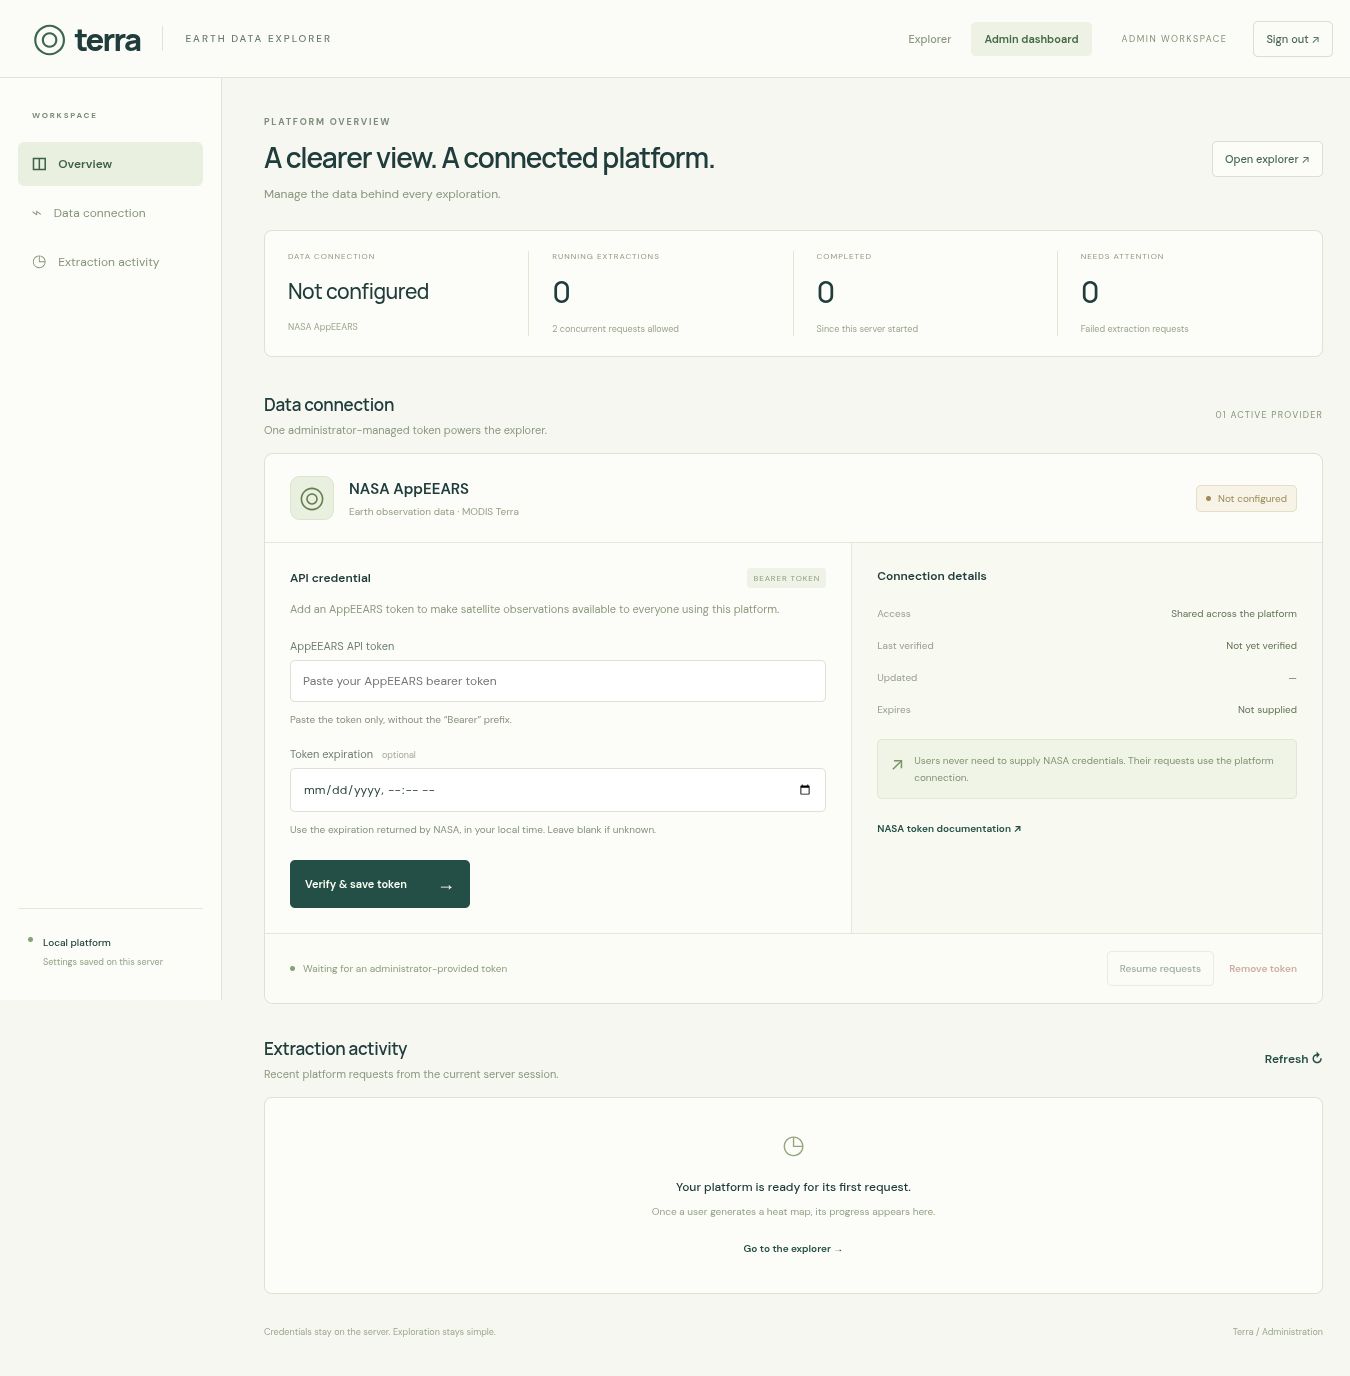 terra
EARTH DATA EXPLORER
Explorer
Admin dashboard
ADMIN WORKSPACE
Sign out ↗
WORKSPACE
Overview
Data connection
Extraction activity
Local platform
Settings saved on this server
PLATFORM OVERVIEW
A clearer view. A connected platform.
Manage the data behind every exploration.
Open explorer ↗
DATA CONNECTION
Not configured
NASA AppEEARS
RUNNING EXTRACTIONS
0
2 concurrent requests allowed
COMPLETED
0
Since this server started
NEEDS ATTENTION
0
Failed extraction requests
Data connection
One administrator-managed token powers the explorer.
01 ACTIVE PROVIDER
NASA AppEEARS
Earth observation data · MODIS Terra
Not configured
API credential
BEARER TOKEN
Add an AppEEARS token to make satellite observations available to everyone using this platform.
AppEEARS API token
Paste your AppEEARS bearer token
Paste the token only, without the “Bearer” prefix.
Token expiration optional
mm/dd/yyyy, --:-- --
Use the expiration returned by NASA, in your local time. Leave blank if unknown.
Verify & save token →
Connection details
Access Shared across the platform
Last verified Not yet verified
Updated —
Expires Not supplied
↗ Users never need to supply NASA credentials. Their requests use the platform
connection.
NASA token documentation ↗
Waiting for an administrator-provided token
Resume requests
Remove token
Extraction activity
Recent platform requests from the current server session.
Refresh ↻
Your platform is ready for its first request.
Once a user generates a heat map, its progress appears here.
Go to the explorer →
Credentials stay on the server. Exploration stays simple.
Terra / Administration